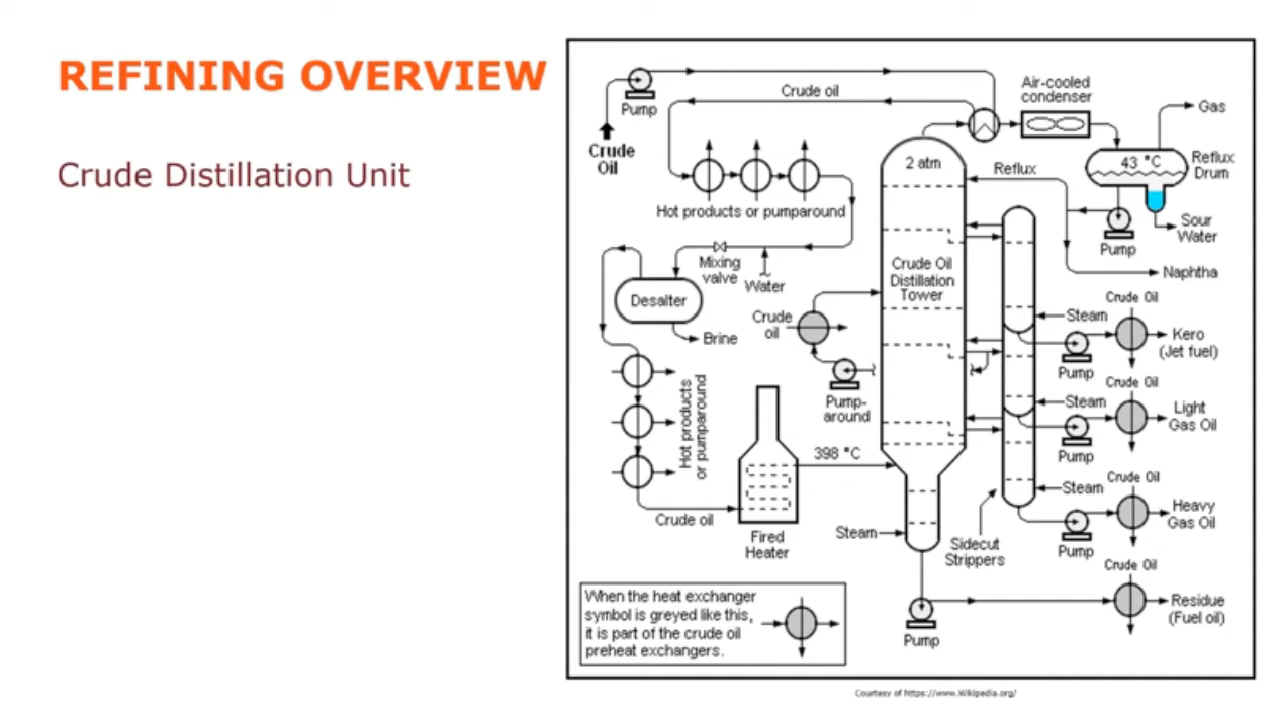 REFINING OVERVIEW
Crude Distillation Unit
Pump
Crude oil
Crude
Oil
Air-cooled
condenser
Gas
2 atm
Reflux
43 °C
Reflux
Drum
Hot products or pumparound
Pump
Sour
Water
Mixing
valve
Water
Naphtha
Desalter
Brine
Crude Oil
Distillation
Tower
Crude
oil
Pump-
around
Steam
Crude Oil
Pump
Kero
(Jet fuel)
Hot products
or pumparound
Steam
Crude Oil
Pump
Light
Gas Oil
398 °C
Crude oil
Fired
Heater
Steam
Crude Oil
Pump
Heavy
Gas Oil
Steam
Sidecut
Strippers
Crude Oil
Residue
(Fuel oil)
Pump
When the heat exchanger
symbol is greyed like this,
it is part of the crude oil
preheat exchangers.
Courtesy of https://www.Wikipedia.org/